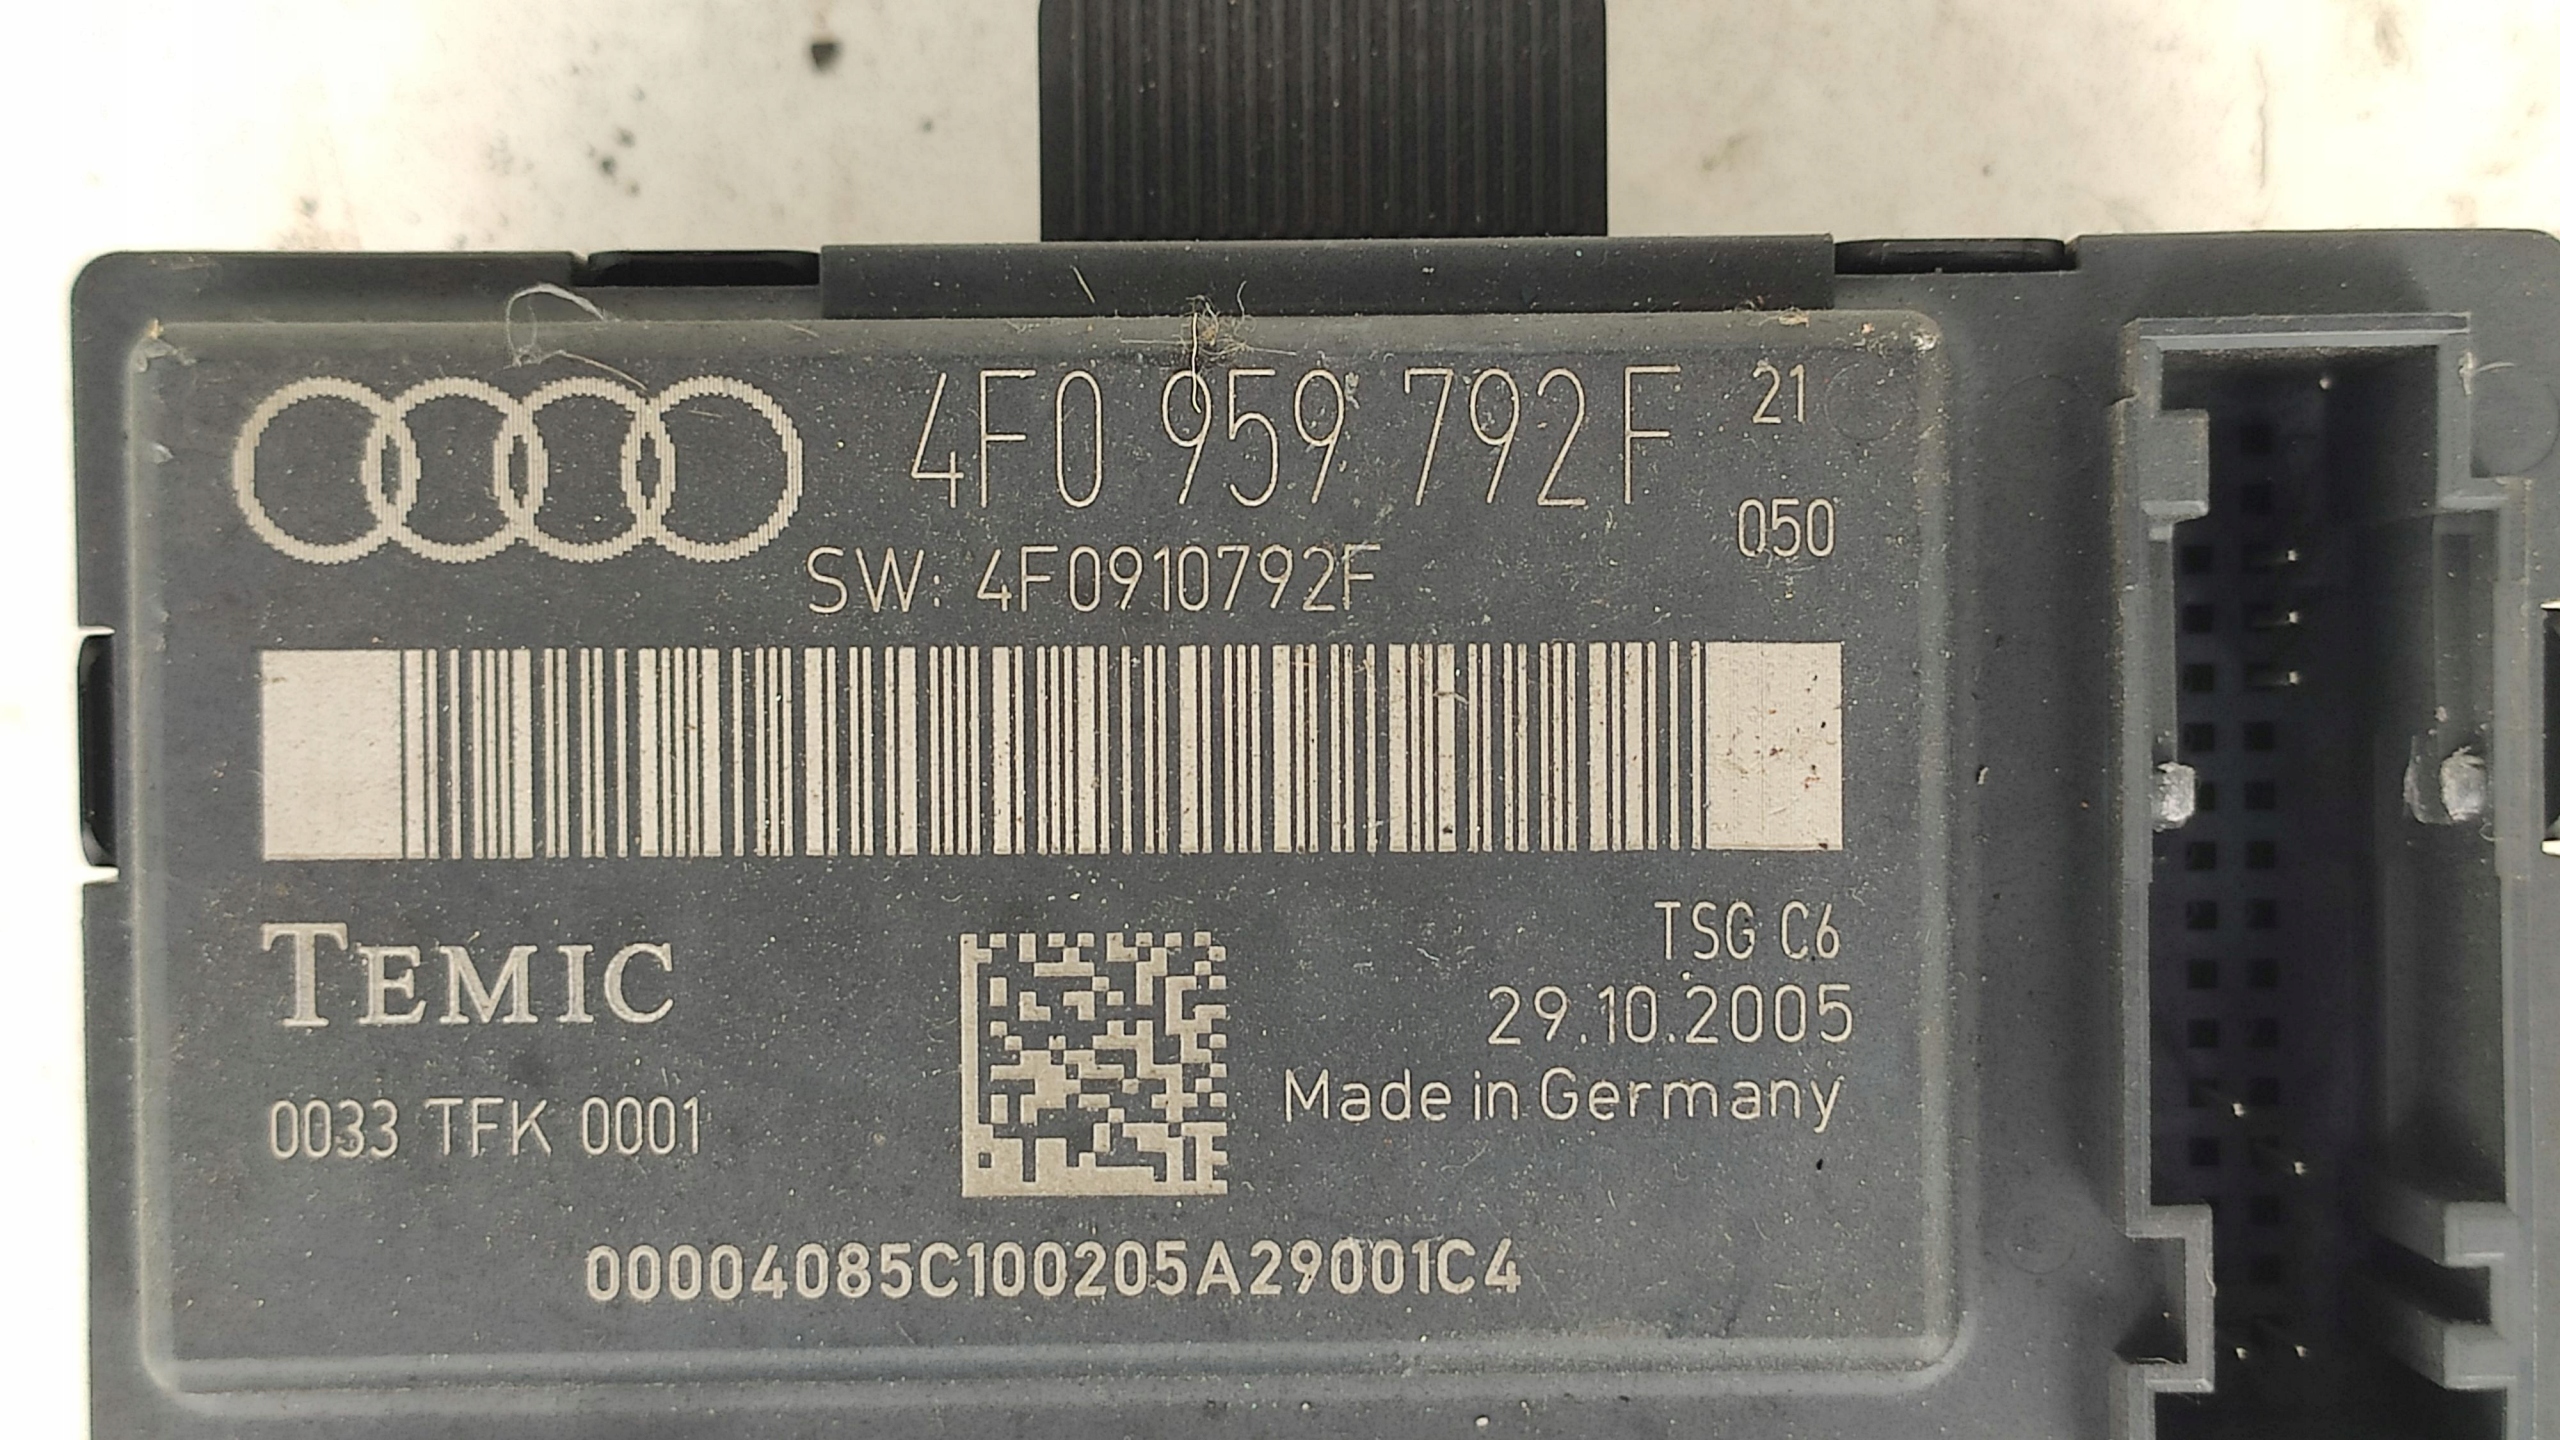 4F0 959 792 F 21
050
SW: 4F0910792F
TEMIC
TSG C6
29.10.2005
Made in Germany
0033 TFK 0001
00004085C100205A29001C4